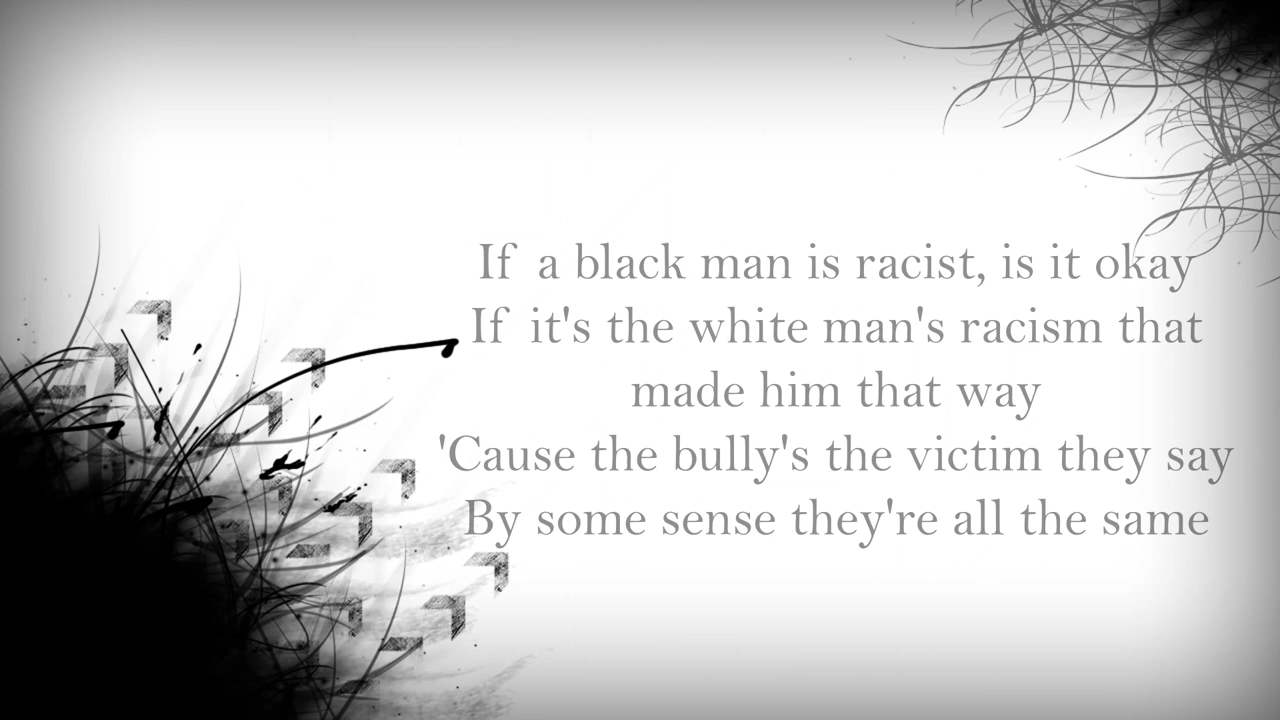 If a black man is racist, is it okay
If it's the white man's racism that
made him that way
'Cause the bully's the victim they say
By some sense they're all the same